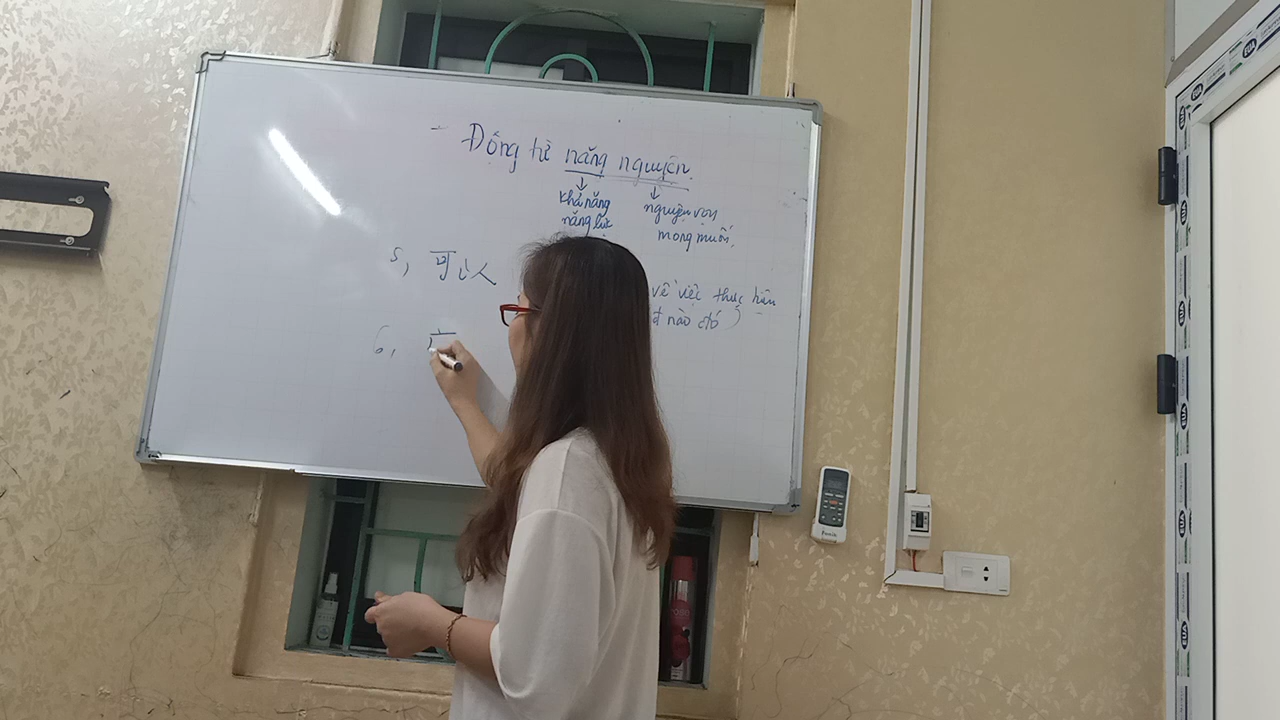 - Động từ năng nguyện
↓ ↓
khả năng nguyện vọng
năng lực mong muốn,
5, 可以
về việc thực hiện
nào đó)
6,